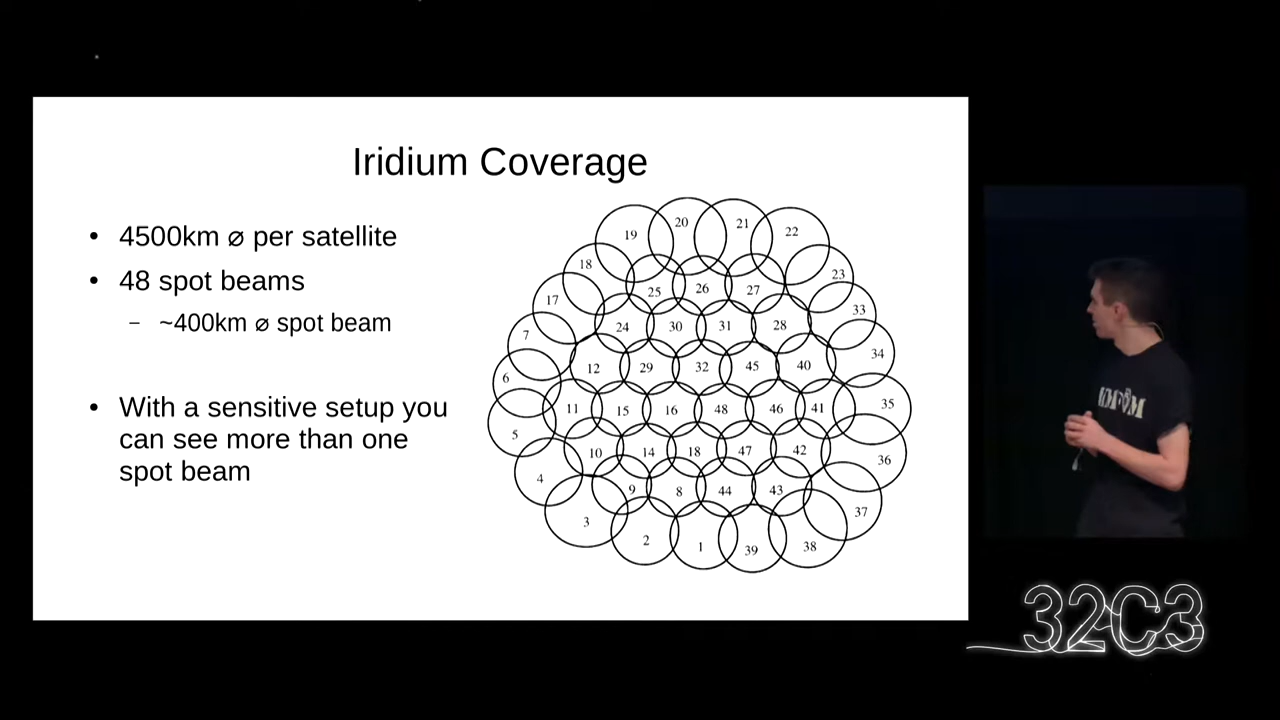 Iridium Coverage
• 4500km ⌀ per satellite
• 48 spot beams
– ~400km ⌀ spot beam
• With a sensitive setup you
can see more than one
spot beam
20 21
19 22
18 23
25 26 27
17 33
24 30 31 28
7 34
12 29 32 45 40
6 35
11 15 16 48 46 41
5
10 14 18 47 42 36
4 9 8 44 43
3 37
2 1 39 38
32C3